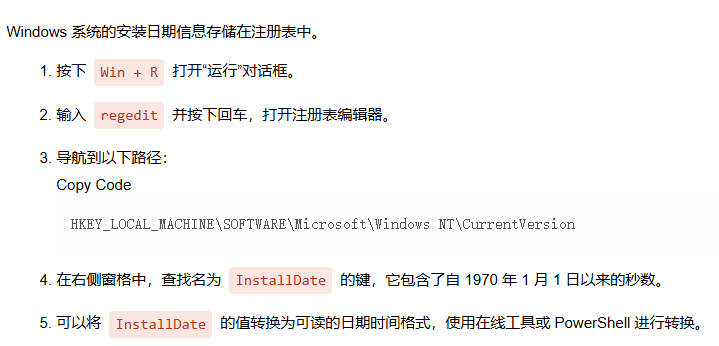 Windows 系统的安装日期信息存储在注册表中。
1. 按下 Win + R 打开“运行”对话框。
2. 输入 regedit 并按下回车，打开注册表编辑器。
3. 导航到以下路径：
Copy Code
HKEY_LOCAL_MACHINE\SOFTWARE\Microsoft\Windows NT\CurrentVersion
4. 在右侧窗格中，查找名为 InstallDate 的键，它包含了自 1970 年 1 月 1 日以来的秒数。
5. 可以将 InstallDate 的值转换为可读的日期时间格式，使用在线工具或 PowerShell 进行转换。